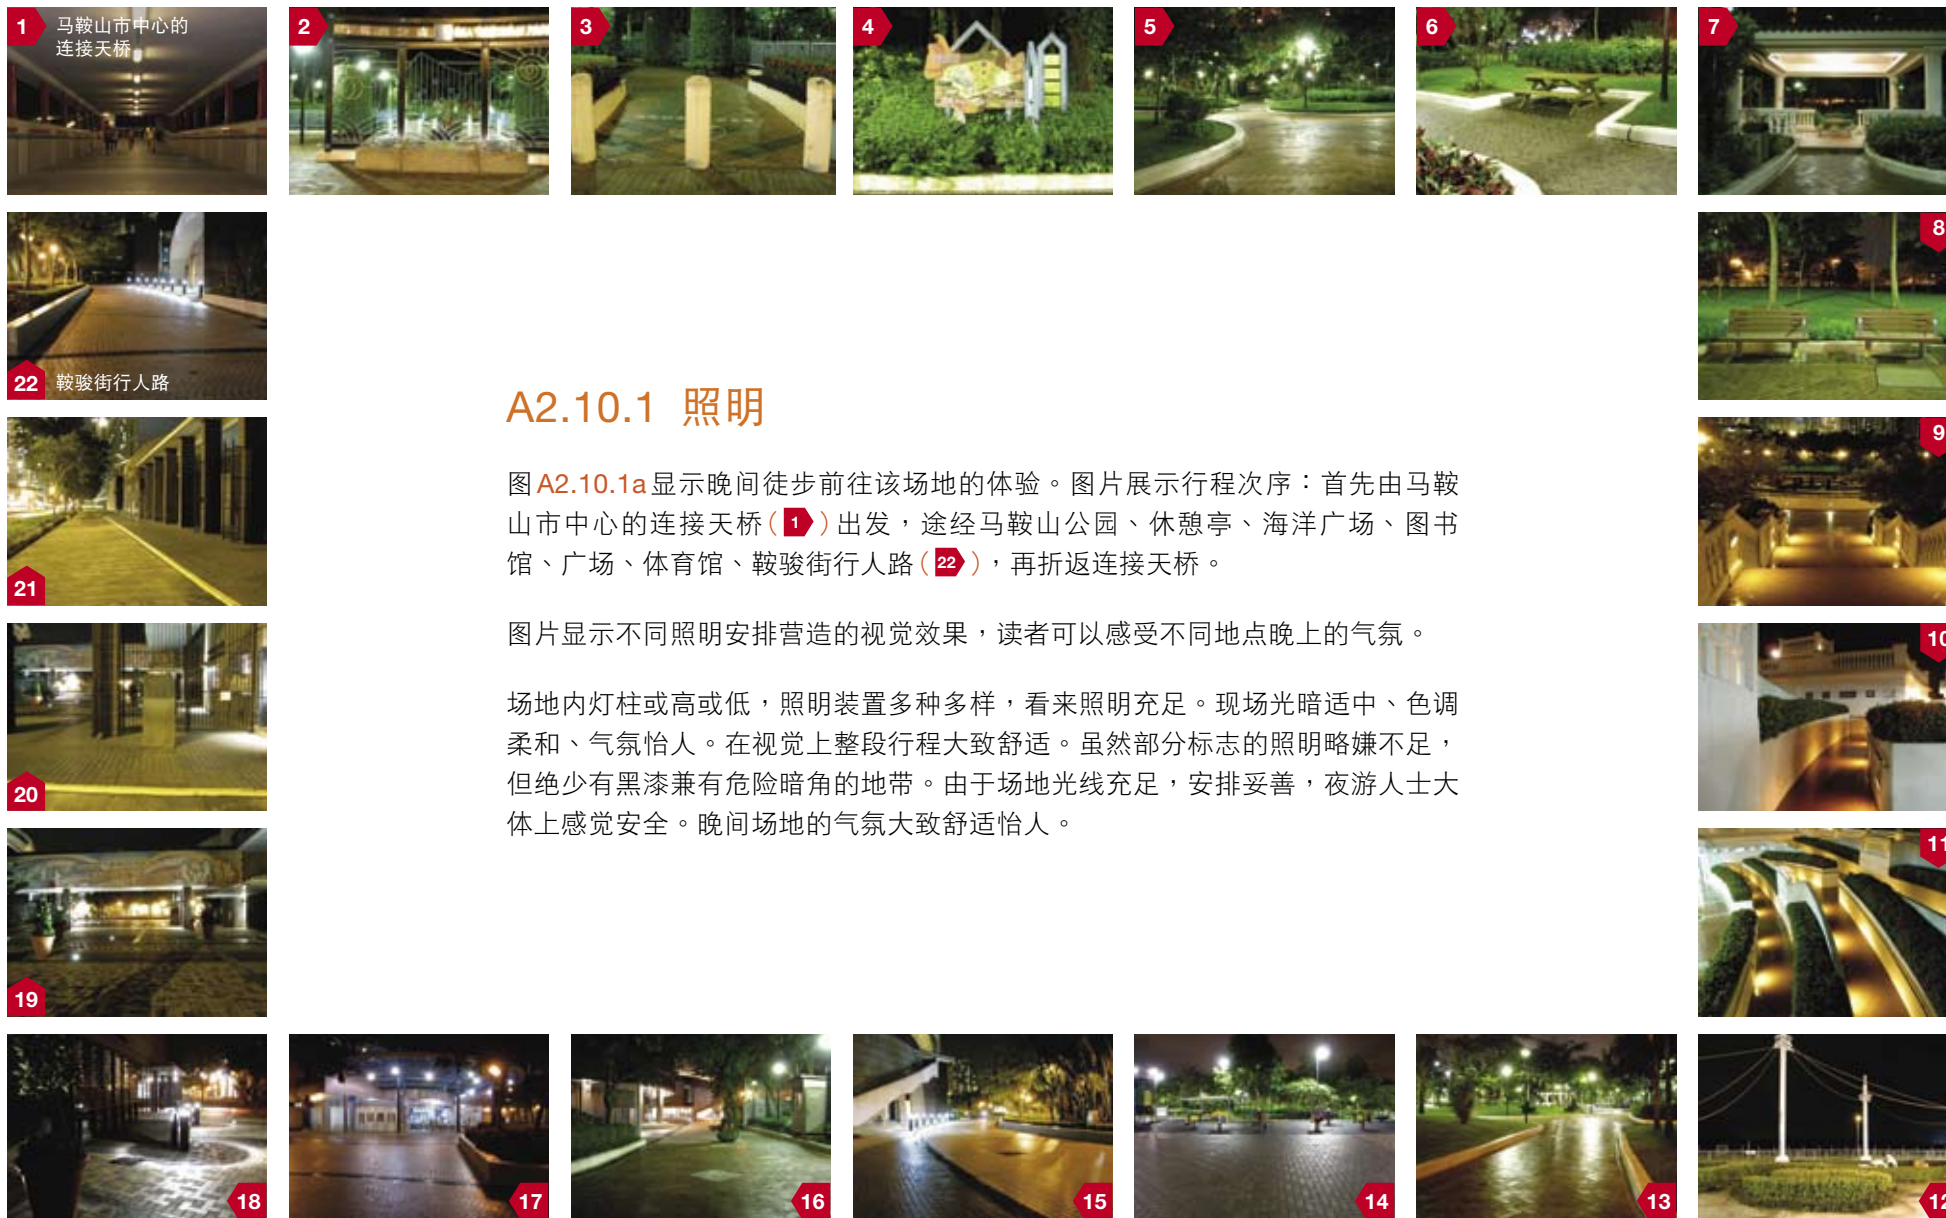 1 马鞍山市中心的
连接天桥
2
3
4
5
6
7
8
9
10
11
12
13
14
15
16
17
18
19
20
21
22 鞍骏街行人路
A2.10.1 照明
图A2.10.1a显示晚间徒步前往该场地的体验。图片展示行程次序：首先由马鞍
山市中心的连接天桥（1）出发，途经马鞍山公园、休憩亭、海洋广场、图书
馆、广场、体育馆、鞍骏街行人路（22），再折返连接天桥。
图片显示不同照明安排营造的视觉效果，读者可以感受不同地点晚上的气氛。
场地内灯柱或高或低，照明装置多种多样，看来照明充足。现场光暗适中、色调
柔和、气氛怡人。在视觉上整段行程大致舒适。虽然部分标志的照明略嫌不足，
但绝少有黑漆兼有危险暗角的地带。由于场地光线充足，安排妥善，夜游人士大
体上感觉安全。晚间场地的气氛大致舒适怡人。